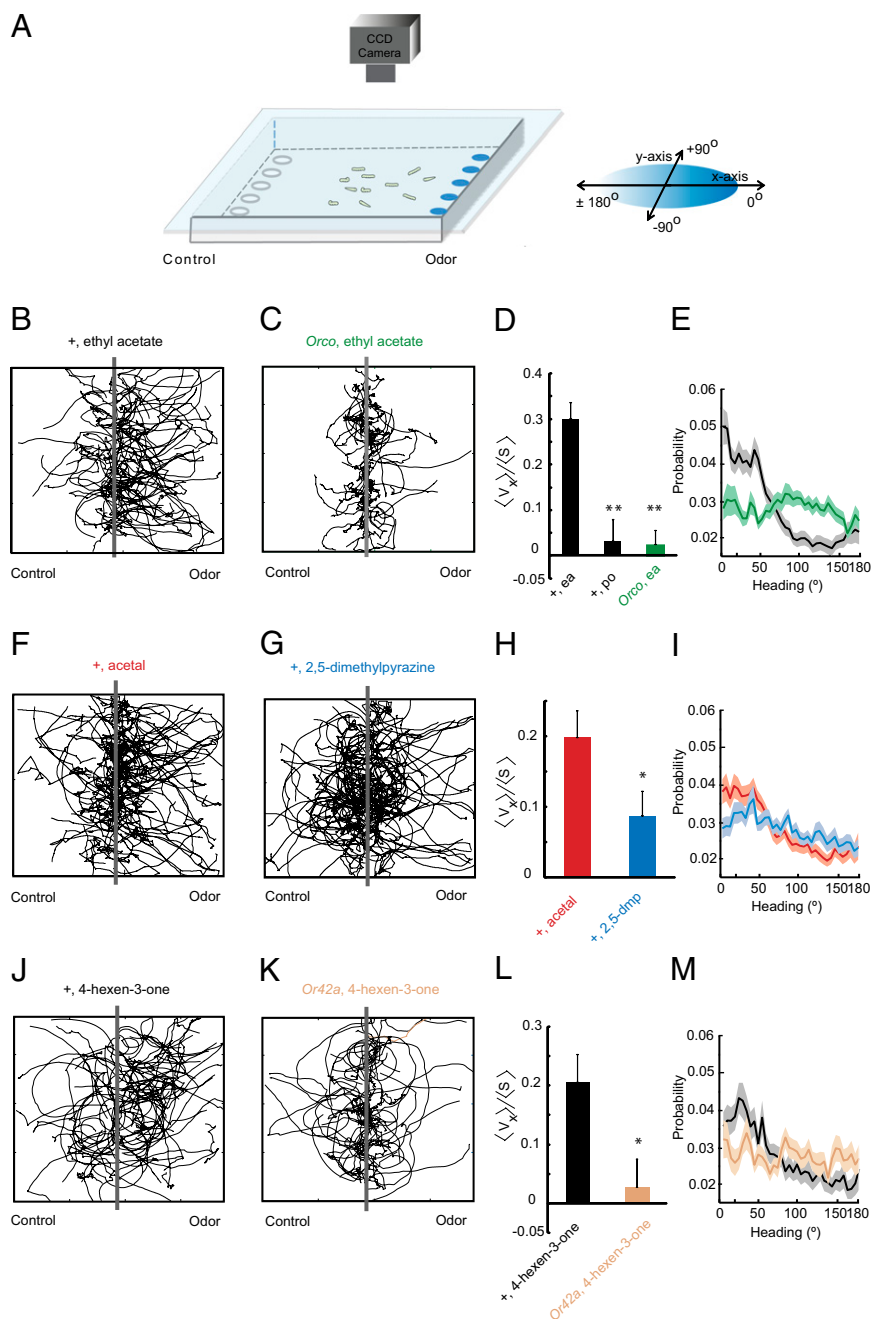 A
CCD
Camera
Control
Odor
y-axis
+90°
x-axis
± 180°
0°
-90°
B
+, ethyl acetate
Control
Odor
C
Orco, ethyl acetate
Control
Odor
D
⟨vₓ⟩/⟨s⟩
0.4
0.3
0.2
0.1
0
-0.05
**
**
+, ea
+, po
Orco, ea
E
Probability
0.06
0.05
0.04
0.03
0.02
0
50
100
150
180
Heading (º)
F
+, acetal
Control
Odor
G
+, 2,5-dimethylpyrazine
Control
Odor
H
⟨vₓ⟩/⟨s⟩
0.2
0.1
0
*
+, acetal
+, 2,5-dmp
I
Probability
0.06
0.05
0.04
0.03
0.02
0
50
100
150
180
Heading (º)
J
+, 4-hexen-3-one
Control
Odor
K
Or42a, 4-hexen-3-one
Control
Odor
L
⟨vₓ⟩/⟨s⟩
0.3
0.2
0.1
0
-0.05
*
+, 4-hexen-3-one
Or42a, 4-hexen-3-one
M
Probability
0.06
0.05
0.04
0.03
0.02
0
50
100
150
180
Heading (º)